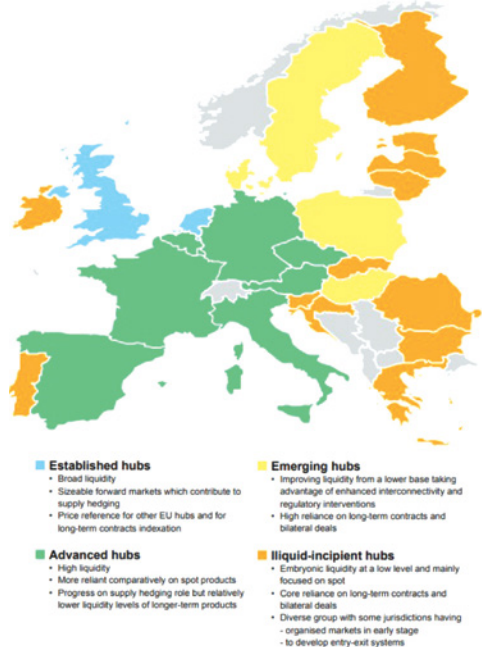 Established hubs
• Broad liquidity
• Sizeable forward markets which contribute to
supply hedging
• Price reference for other EU hubs and for
long-term contracts indexation
Advanced hubs
• High liquidity
• More reliant comparatively on spot products
• Progress on supply hedging role but relatively
lower liquidity levels of longer-term products
Emerging hubs
• Improving liquidity from a lower base taking
advantage of enhanced interconnectivity and
regulatory interventions
• High reliance on long-term contracts and
bilateral deals
Iliquid-incipient hubs
• Embryonic liquidity at a low level and mainly
focused on spot
• Core reliance on long-term contracts and
bilateral deals
• Diverse group with some jurisdictions having
- organised markets in early stage
- to develop entry-exit systems